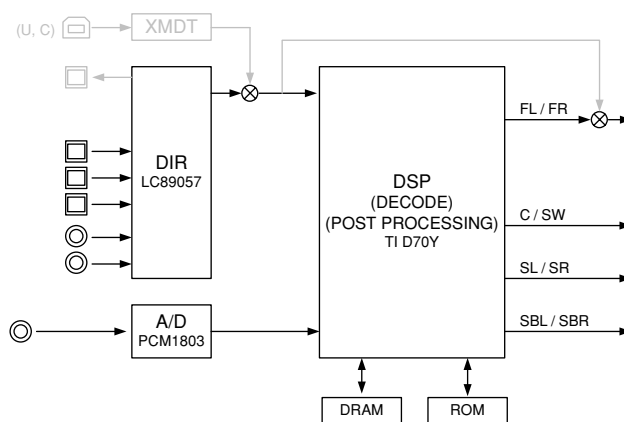 (U, C)
XMDT
DIR
LC89057
A/D
PCM1803
DSP
(DECODE)
(POST PROCESSING)
TI D70Y
FL / FR
C / SW
SL / SR
SBL / SBR
DRAM
ROM